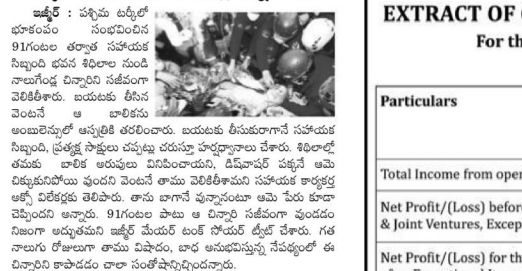 ఇజ్మీర్ : పశ్చిమ టర్కీలో
భూకంపం సంభవించిన
91గంటల తర్వాత సహాయక
సిబ్బంది భవన శిధిలాల నుండి
నాలుగేండ్ల చిన్నారిని సజీవంగా
వెలికితీశారు. బయటకు తీసిన
వెంటనే ఆ బాలికను
అంబులెన్సులో ఆస్పత్రికి తరలించారు. బయటకు తీసుకురాగానే సహాయక
సిబ్బంది, ప్రత్యక్ష సాక్షులు చప్పట్లు చరుస్తూ హర్షధ్వానాలు చేశారు. శిథిలాల్లో
తమకు బాలిక అరుపులు వినిపించాయని, డిష్‌వాషర్ పక్కనే ఆమె
చిక్కుకునిపోయి వుందని వెంటనే తాము వెలికితీశామని సహాయక కార్యకర్త
అక్సో విలేకర్లకు తెలిపారు. తాను బాగానే వున్నానంటూ ఆమె పేరు కూడా
చెప్పిందని అన్నారు. 91గంటల పాటు ఆ చిన్నారి సజీవంగా వుండడం
నిజంగా అద్భుతమని ఇజ్మీర్ మేయర్ టంక్ సోయర్ ట్వీట్ చేశారు. గత
నాలుగు రోజులుగా తాము విషాదం, బాధ అనుభవిస్తున్న నేపథ్యంలో ఈ
చిన్నారిని కాపాడడం చాలా సంతోషాన్నిచ్చిందన్నారు.
EXTRACT OF
For th
Particulars
Total Income from oper
Net Profit/(Loss) befor
& Joint Ventures, Excep
Net Profit/(Loss) for th